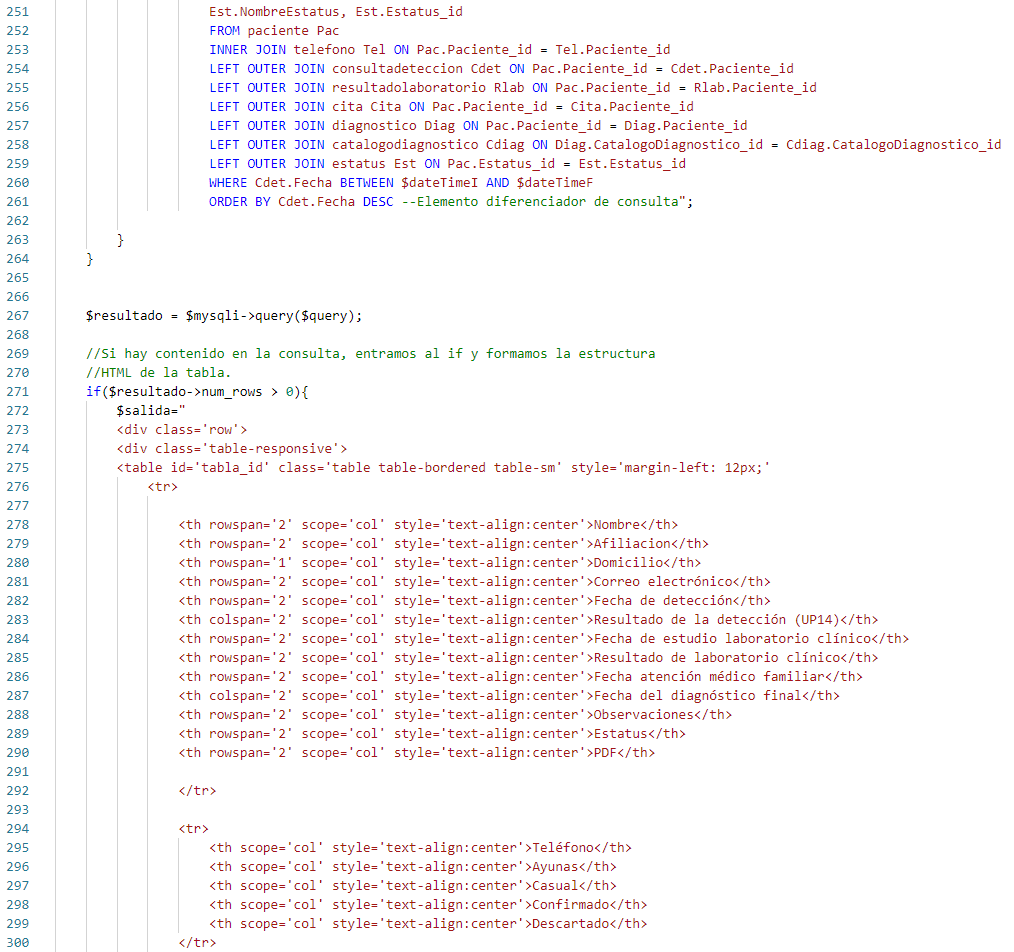 251 Est.NombreEstatus, Est.Estatus_id
252 FROM paciente Pac
253 INNER JOIN telefono Tel ON Pac.Paciente_id = Tel.Paciente_id
254 LEFT OUTER JOIN consultadeteccion Cdet ON Pac.Paciente_id = Cdet.Paciente_id
255 LEFT OUTER JOIN resultadolaboratorio Rlab ON Pac.Paciente_id = Rlab.Paciente_id
256 LEFT OUTER JOIN cita Cita ON Pac.Paciente_id = Cita.Paciente_id
257 LEFT OUTER JOIN diagnostico Diag ON Pac.Paciente_id = Diag.Paciente_id
258 LEFT OUTER JOIN catalogodiagnostico Cdiag ON Diag.CatalogoDiagnostico_id = Cdiag.CatalogoDiagnostico_id
259 LEFT OUTER JOIN estatus Est ON Pac.Estatus_id = Est.Estatus_id
260 WHERE Cdet.Fecha BETWEEN $dateTimeI AND $dateTimeF
261 ORDER BY Cdet.Fecha DESC --Elemento diferenciador de consulta";
262
263 }
264 }
265
266
267 $resultado = $mysqli->query($query);
268
269 //Si hay contenido en la consulta, entramos al if y formamos la estructura
270 //HTML de la tabla.
271 if($resultado->num_rows > 0){
272 $salida="
273 <div class='row'>
274 <div class='table-responsive'>
275 <table id='tabla_id' class='table table-bordered table-sm' style='margin-left: 12px;'
276 <tr>
277
278 <th rowspan='2' scope='col' style='text-align:center'>Nombre</th>
279 <th rowspan='2' scope='col' style='text-align:center'>Afiliacion</th>
280 <th rowspan='1' scope='col' style='text-align:center'>Domicilio</th>
281 <th rowspan='2' scope='col' style='text-align:center'>Correo electrónico</th>
282 <th rowspan='2' scope='col' style='text-align:center'>Fecha de detección</th>
283 <th colspan='2' scope='col' style='text-align:center'>Resultado de la detección (UP14)</th>
284 <th rowspan='2' scope='col' style='text-align:center'>Fecha de estudio laboratorio clínico</th>
285 <th rowspan='2' scope='col' style='text-align:center'>Resultado de laboratorio clínico</th>
286 <th rowspan='2' scope='col' style='text-align:center'>Fecha atención médico familiar</th>
287 <th colspan='2' scope='col' style='text-align:center'>Fecha del diagnóstico final</th>
288 <th rowspan='2' scope='col' style='text-align:center'>Observaciones</th>
289 <th rowspan='2' scope='col' style='text-align:center'>Estatus</th>
290 <th rowspan='2' scope='col' style='text-align:center'>PDF</th>
291
292 </tr>
293
294 <tr>
295 <th scope='col' style='text-align:center'>Teléfono</th>
296 <th scope='col' style='text-align:center'>Ayunas</th>
297 <th scope='col' style='text-align:center'>Casual</th>
298 <th scope='col' style='text-align:center'>Confirmado</th>
299 <th scope='col' style='text-align:center'>Descartado</th>
300 </tr>